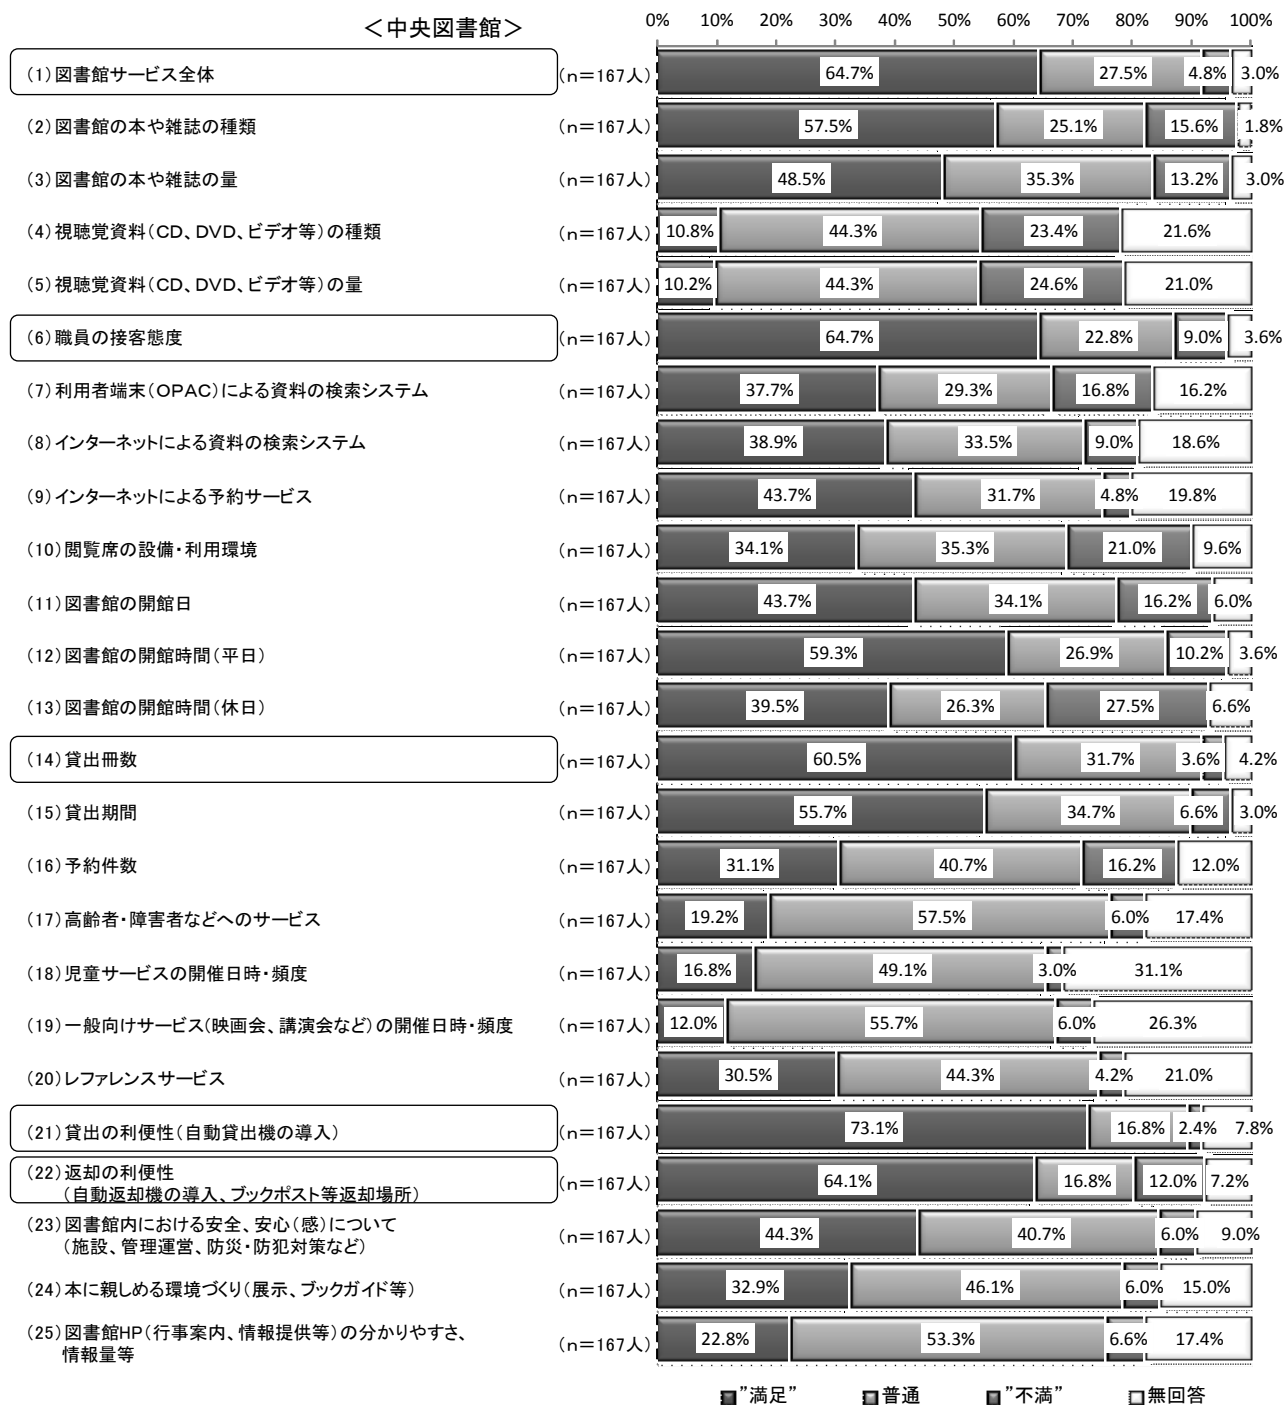 ＜中央図書館＞
0% 10% 20% 30% 40% 50% 60% 70% 80% 90% 100%
(1)図書館サービス全体 (n=167人) 64.7% 27.5% 4.8% 3.0%
(2)図書館の本や雑誌の種類 (n=167人) 57.5% 25.1% 15.6% 1.8%
(3)図書館の本や雑誌の量 (n=167人) 48.5% 35.3% 13.2% 3.0%
(4)視聴覚資料(CD、DVD、ビデオ等)の種類 (n=167人) 10.8% 44.3% 23.4% 21.6%
(5)視聴覚資料(CD、DVD、ビデオ等)の量 (n=167人) 10.2% 44.3% 24.6% 21.0%
(6)職員の接客態度 (n=167人) 64.7% 22.8% 9.0% 3.6%
(7)利用者端末(OPAC)による資料の検索システム (n=167人) 37.7% 29.3% 16.8% 16.2%
(8)インターネットによる資料の検索システム (n=167人) 38.9% 33.5% 9.0% 18.6%
(9)インターネットによる予約サービス (n=167人) 43.7% 31.7% 4.8% 19.8%
(10)閲覧席の設備・利用環境 (n=167人) 34.1% 35.3% 21.0% 9.6%
(11)図書館の開館日 (n=167人) 43.7% 34.1% 16.2% 6.0%
(12)図書館の開館時間(平日) (n=167人) 59.3% 26.9% 10.2% 3.6%
(13)図書館の開館時間(休日) (n=167人) 39.5% 26.3% 27.5% 6.6%
(14)貸出冊数 (n=167人) 60.5% 31.7% 3.6% 4.2%
(15)貸出期間 (n=167人) 55.7% 34.7% 6.6% 3.0%
(16)予約件数 (n=167人) 31.1% 40.7% 16.2% 12.0%
(17)高齢者・障害者などへのサービス (n=167人) 19.2% 57.5% 6.0% 17.4%
(18)児童サービスの開催日時・頻度 (n=167人) 16.8% 49.1% 3.0% 31.1%
(19)一般向けサービス(映画会、講演会など)の開催日時・頻度 (n=167人) 12.0% 55.7% 6.0% 26.3%
(20)レファレンスサービス (n=167人) 30.5% 44.3% 4.2% 21.0%
(21)貸出の利便性(自動貸出機の導入) (n=167人) 73.1% 16.8% 2.4% 7.8%
(22)返却の利便性
(自動返却機の導入、ブックポスト等返却場所) (n=167人) 64.1% 16.8% 12.0% 7.2%
(23)図書館内における安全、安心(感)について
(施設、管理運営、防災・防犯対策など) (n=167人) 44.3% 40.7% 6.0% 9.0%
(24)本に親しめる環境づくり(展示、ブックガイド等) (n=167人) 32.9% 46.1% 6.0% 15.0%
(25)図書館HP(行事案内、情報提供等)の分かりやすさ、
情報量等 (n=167人) 22.8% 53.3% 6.6% 17.4%
”満足” 普通 ”不満” 無回答